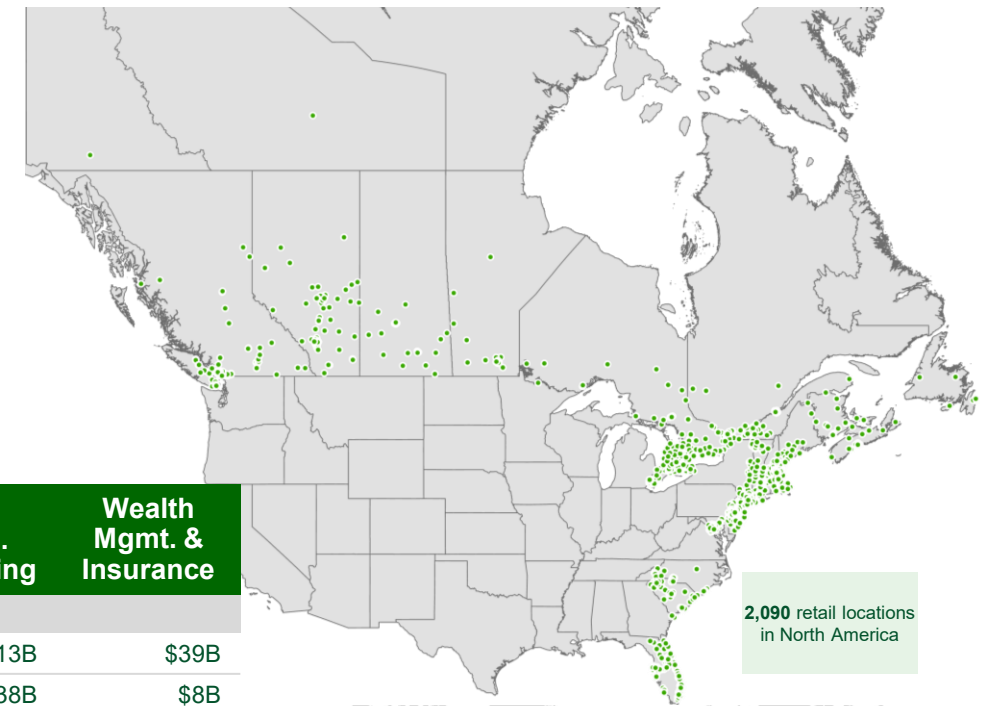 Wealth
Mgmt. &
Insurance
$39B
$8B
2,090 retail locations
in North America